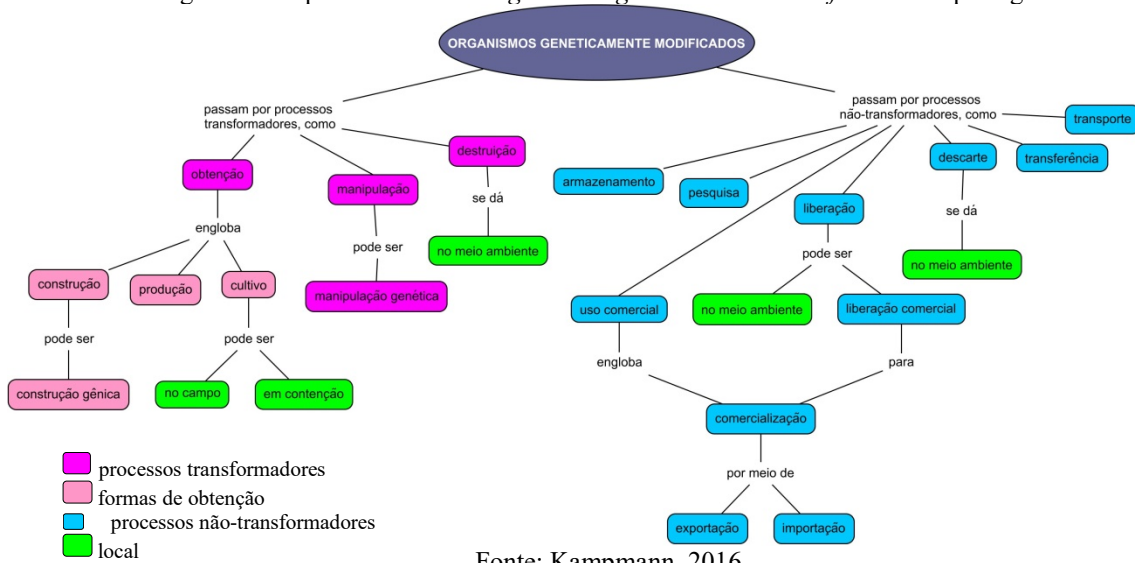 ORGANISMOS GENETICAMENTE MODIFICADOS
passam por processos
transformadores, como
obtenção
manipulação
destruição
engloba
pode ser
se dá
no meio ambiente
construção
produção
cultivo
manipulação genética
pode ser
pode ser
construção gênica
no campo
em contenção
passam por processos
não-transformadores, como
transporte
armazenamento
pesquisa
liberação
descarte
transferência
pode ser
se dá
no meio ambiente
uso comercial
no meio ambiente
liberação comercial
engloba
para
comercialização
por meio de
exportação
importação
processos transformadores
formas de obtenção
processos não-transformadores
local
Fonte: Kampmann, 2016